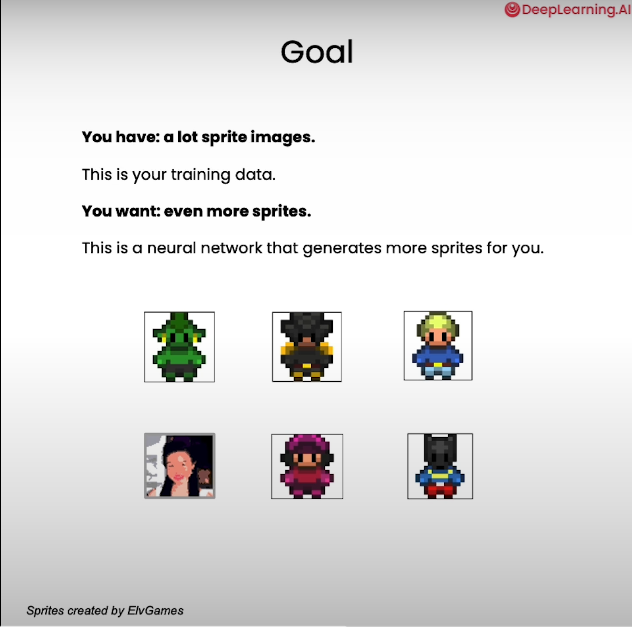 DeepLearning.AI
Goal
You have: a lot sprite images.
This is your training data.
You want: even more sprites.
This is a neural network that generates more sprites for you.
Sprites created by ElvGames